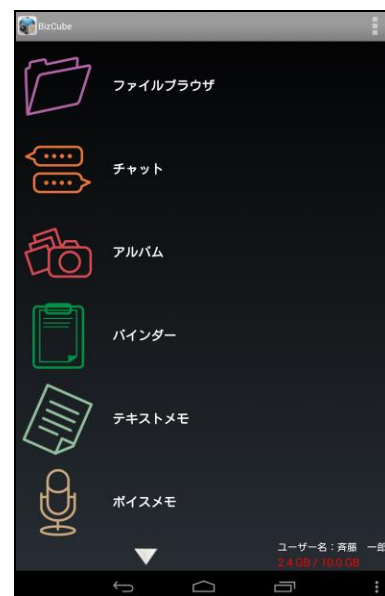 BizCube
ファイルブラウザ
チャット
アルバム
バインダー
テキストメモ
ボイスメモ
ユーザー名：斉藤　一郎
2.4 GB / 10.0 GB